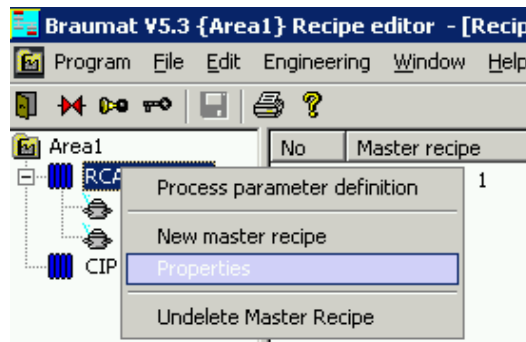 Braumat V5.3 {Area1} Recipe editor - [Recip
Program File Edit Engineering Window Help
Area1
No Master recipe
RCA
1
Process parameter definition
New master recipe
Properties
CIP
Undelete Master Recipe